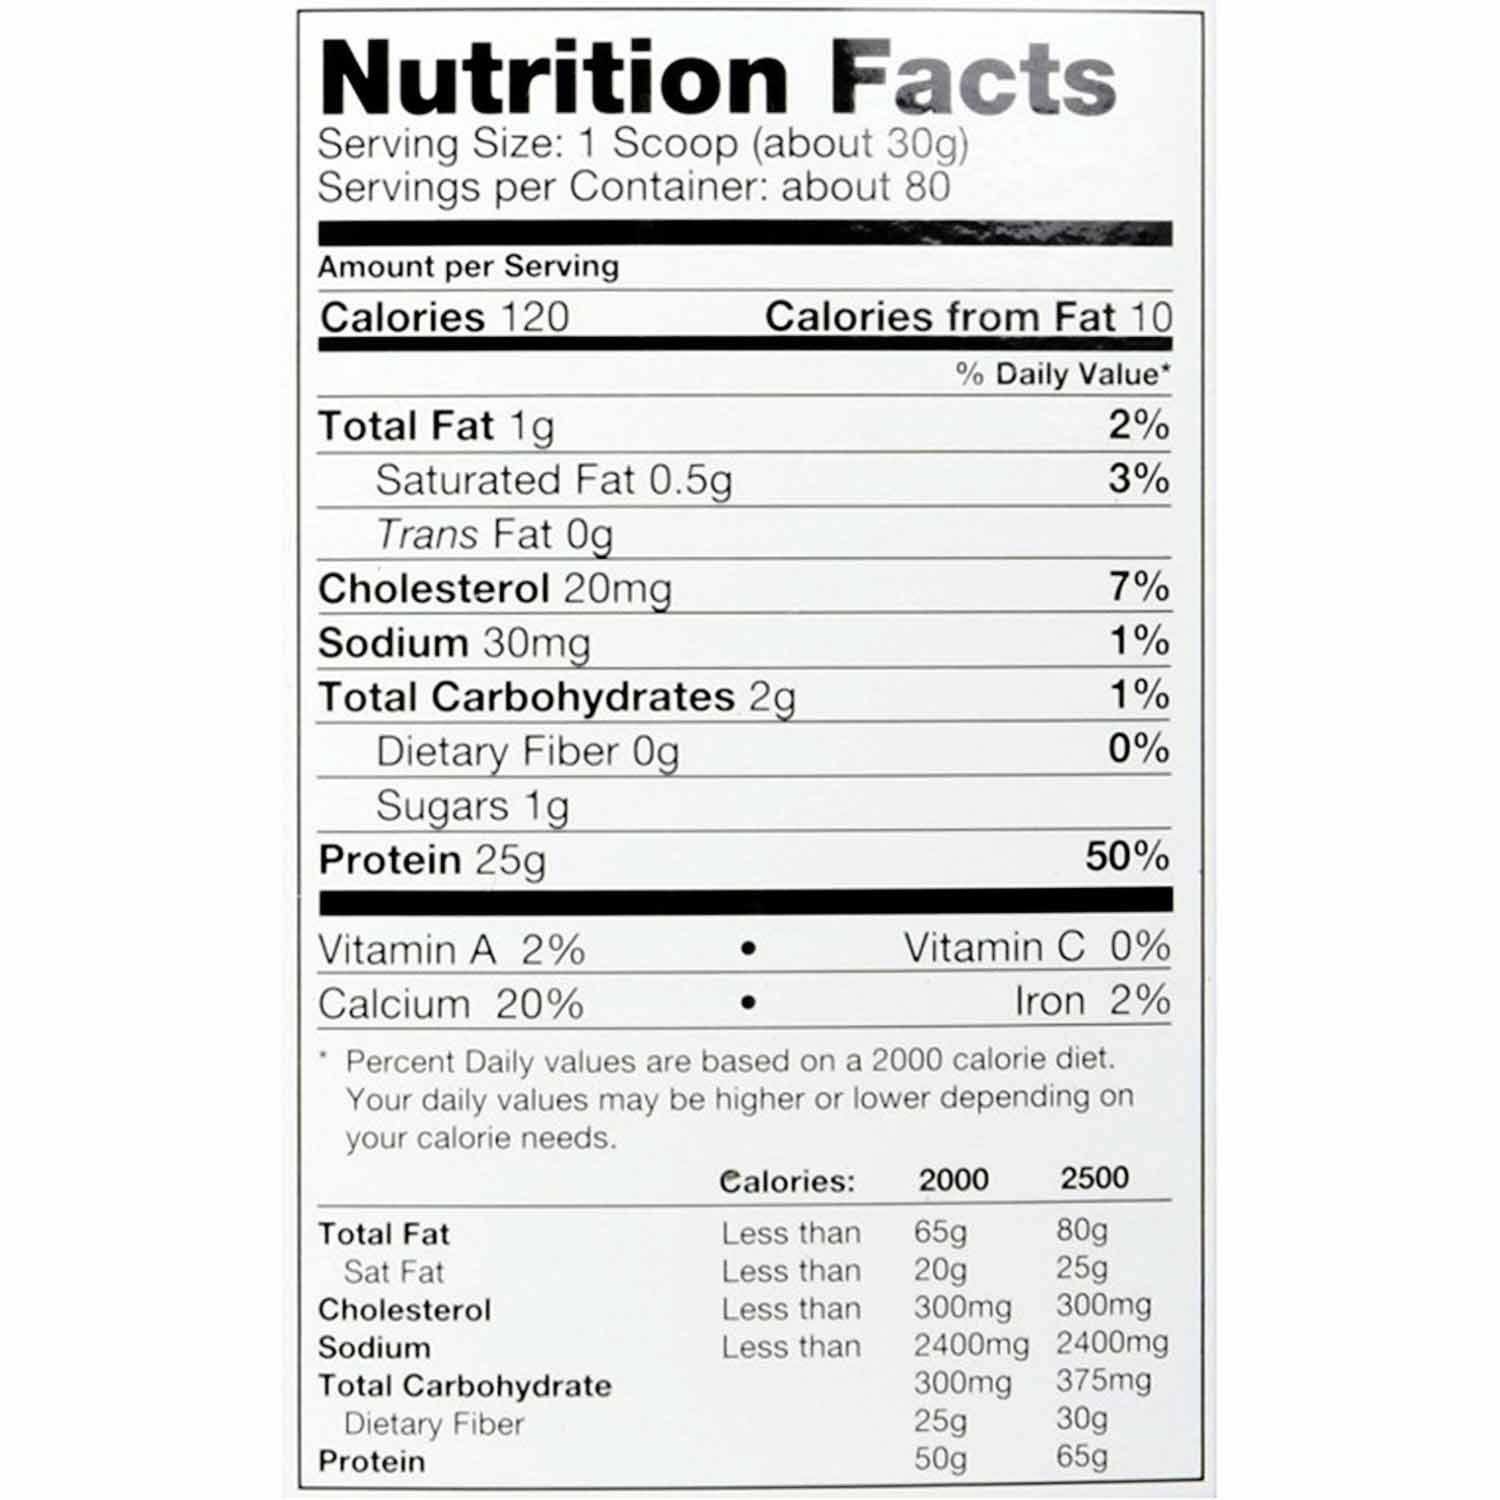 Nutrition Facts
Serving Size: 1 Scoop (about 30g)
Servings per Container: about 80
Amount per Serving
Calories 120 Calories from Fat 10
% Daily Value*
Total Fat 1g 2%
Saturated Fat 0.5g 3%
Trans Fat 0g
Cholesterol 20mg 7%
Sodium 30mg 1%
Total Carbohydrates 2g 1%
Dietary Fiber 0g 0%
Sugars 1g
Protein 25g 50%
Vitamin A 2% • Vitamin C 0%
Calcium 20% • Iron 2%
* Percent Daily values are based on a 2000 calorie diet.
Your daily values may be higher or lower depending on
your calorie needs.
Calories: 2000 2500
Total Fat Less than 65g 80g
Sat Fat Less than 20g 25g
Cholesterol Less than 300mg 300mg
Sodium Less than 2400mg 2400mg
Total Carbohydrate 300mg 375mg
Dietary Fiber 25g 30g
Protein 50g 65g